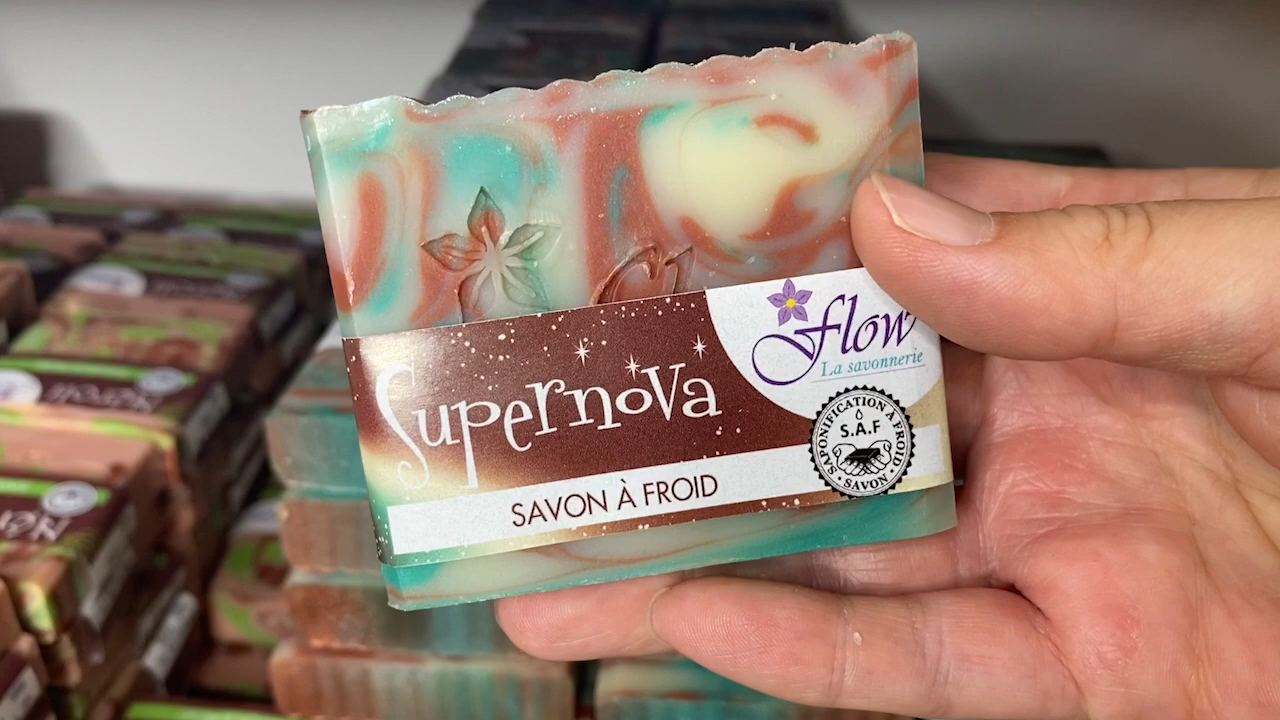 Flow
La savonnerie
Supernova
SAPONIFICATION À FROID
S.A.F
• SAVON •
SAVON À FROID